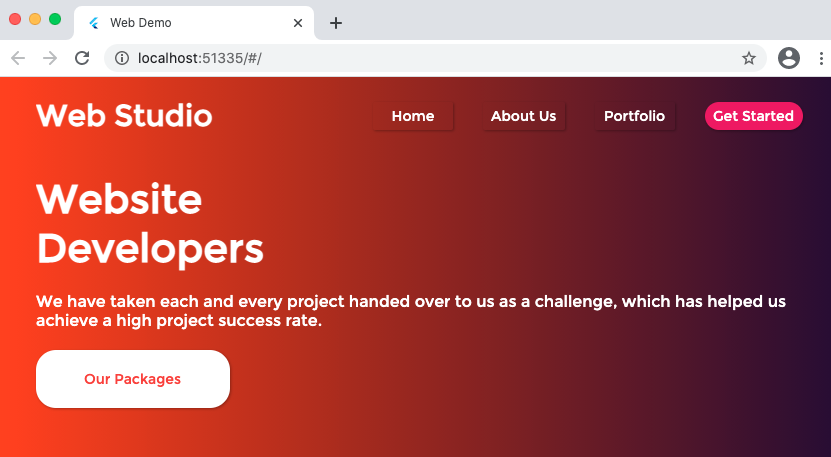 Web Demo
localhost:51335/#/
Web Studio
Home About Us Portfolio Get Started
Website
Developers
We have taken each and every project handed over to us as a challenge, which has helped us
achieve a high project success rate.
Our Packages